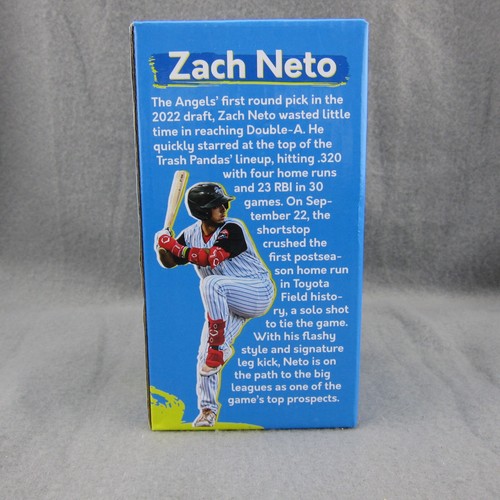 Zach Neto
The Angels' first round pick in the
2022 draft, Zach Neto wasted little
time in reaching Double-A. He
quickly starred at the top of the
Trash Pandas' lineup, hitting .320
with four home runs
and 23 RBI in 30
games. On Sep-
tember 22, the
shortstop
crushed the
first postsea-
son home run
in Toyota
Field histo-
ry, a solo shot
to tie the game.
With his flashy
style and signature
leg kick, Neto is on
the path to the big
leagues as one of the
game's top prospects.